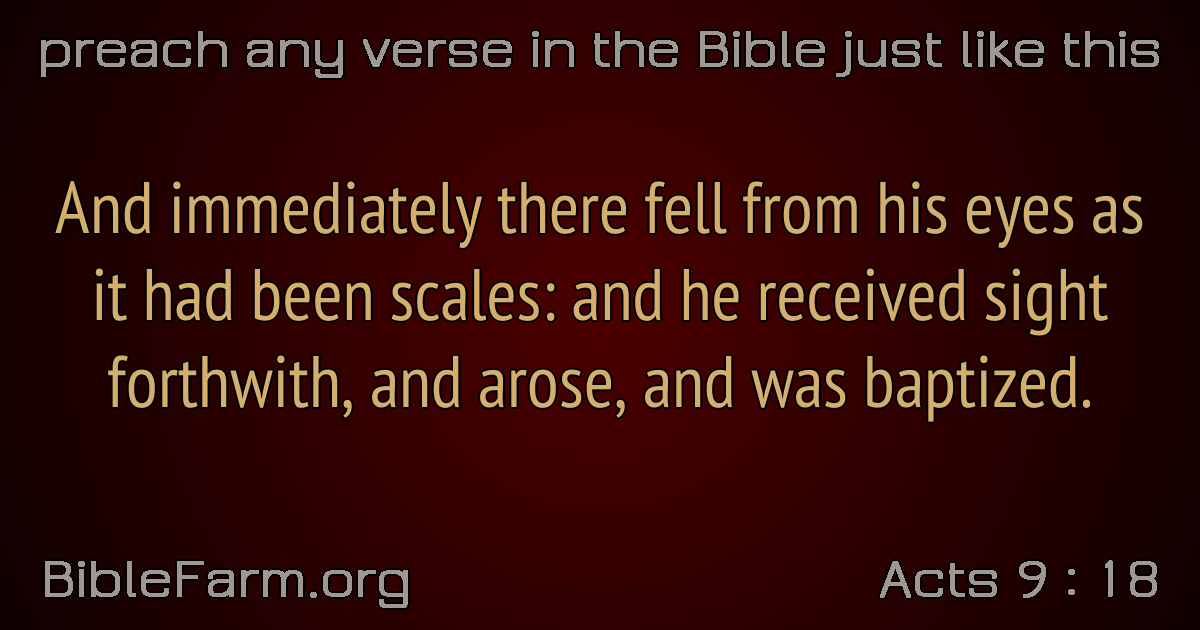 preach any verse in the Bible just like this
And immediately there fell from his eyes as
it had been scales: and he received sight
forthwith, and arose, and was baptized.
BibleFarm.org
Acts 9 : 18